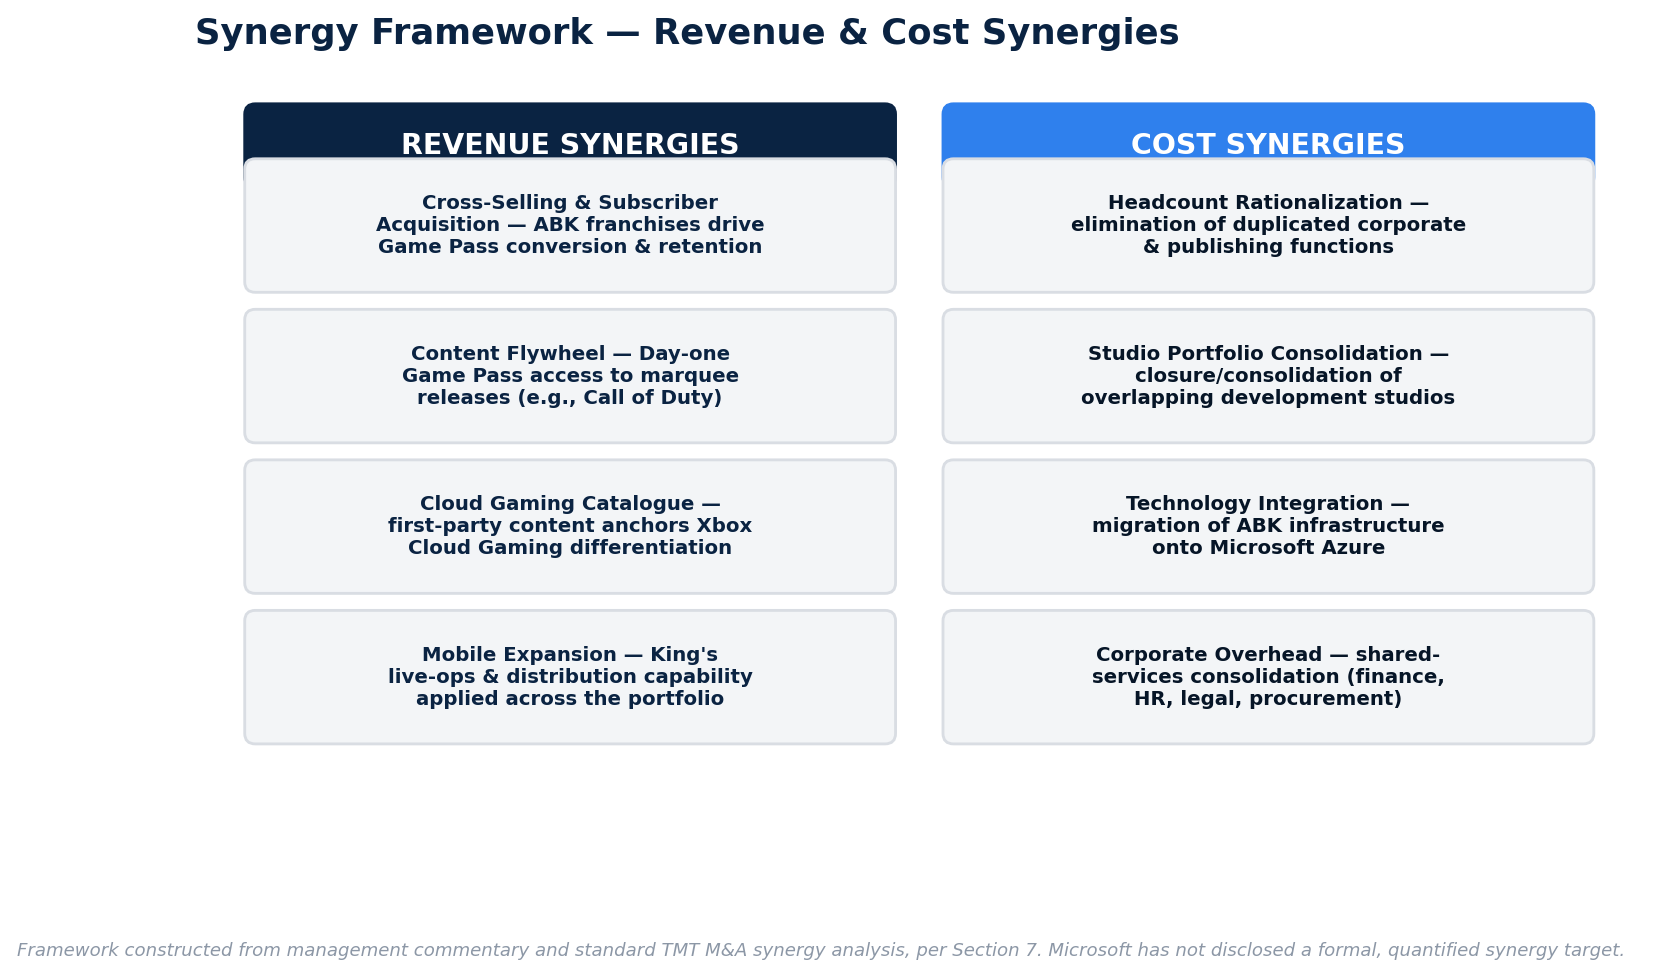 Synergy Framework — Revenue & Cost Synergies
REVENUE SYNERGIES
Cross-Selling & Subscriber
Acquisition — ABK franchises drive
Game Pass conversion & retention
Content Flywheel — Day-one
Game Pass access to marquee
releases (e.g., Call of Duty)
Cloud Gaming Catalogue —
first-party content anchors Xbox
Cloud Gaming differentiation
Mobile Expansion — King's
live-ops & distribution capability
applied across the portfolio
COST SYNERGIES
Headcount Rationalization —
elimination of duplicated corporate
& publishing functions
Studio Portfolio Consolidation —
closure/consolidation of
overlapping development studios
Technology Integration —
migration of ABK infrastructure
onto Microsoft Azure
Corporate Overhead — shared-
services consolidation (finance,
HR, legal, procurement)
Framework constructed from management commentary and standard TMT M&A synergy analysis, per Section 7. Microsoft has not disclosed a formal, quantified synergy target.